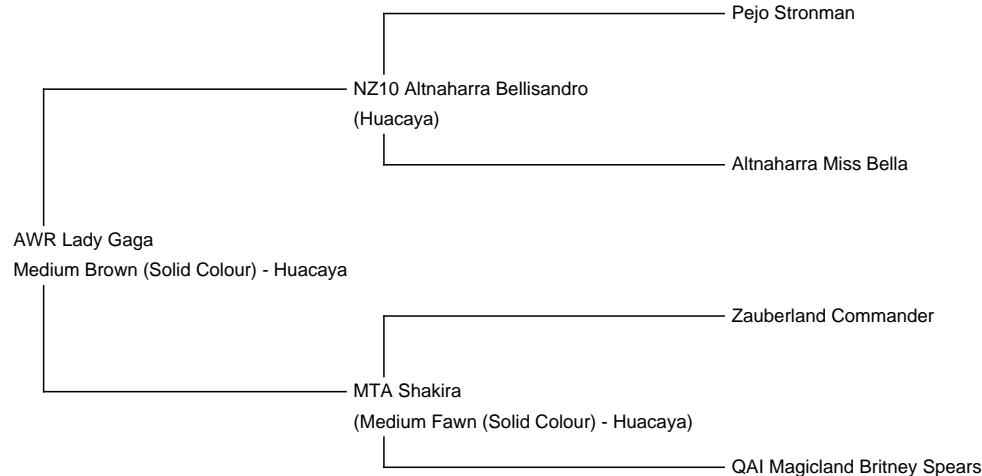 Pejo Stronman
NZ10 Altnaharra Bellisandro
(Huacaya)
Altnaharra Miss Bella
AWR Lady Gaga
Medium Brown (Solid Colour) - Huacaya
Zauberland Commander
MTA Shakira
(Medium Fawn (Solid Colour) - Huacaya)
QAI Magicland Britney Spears